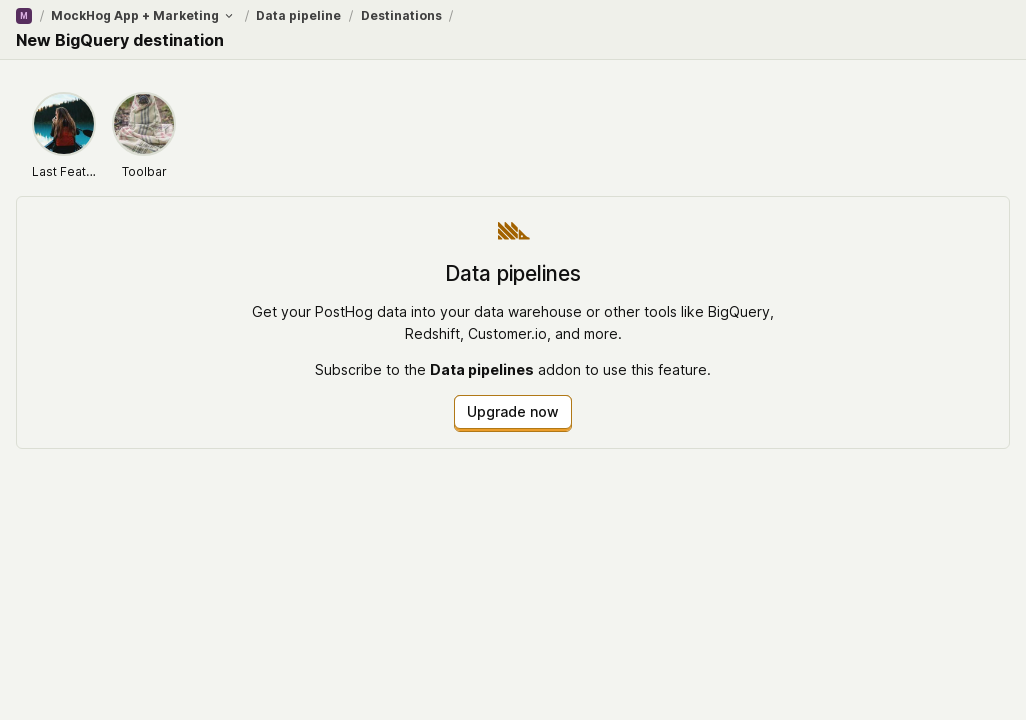 M / MockHog App + Marketing / Data pipeline / Destinations /
New BigQuery destination
Last Feat...
Toolbar
Data pipelines
Get your PostHog data into your data warehouse or other tools like BigQuery,
Redshift, Customer.io, and more.
Subscribe to the Data pipelines addon to use this feature.
Upgrade now